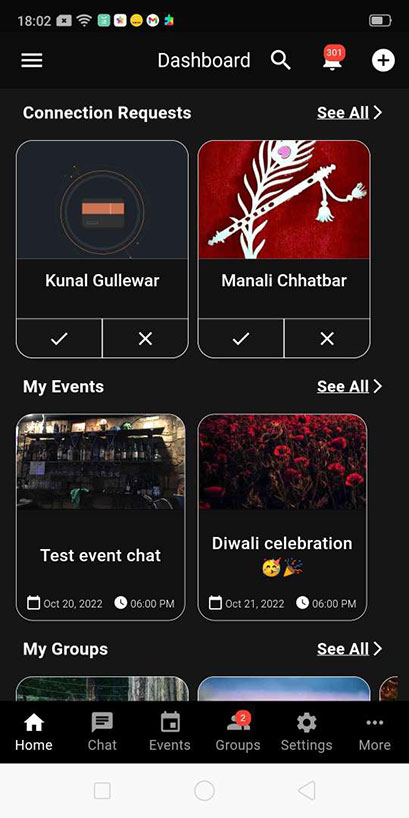 18:02
Dashboard
301
Connection Requests
See All
Kunal Gullewar
Manali Chhatbar
My Events
See All
Test event chat
Diwali celebration
🥳🎉
Oct 20, 2022
06:00 PM
Oct 21, 2022
06:00 PM
My Groups
See All
2
Home
Chat
Events
Groups
Settings
More